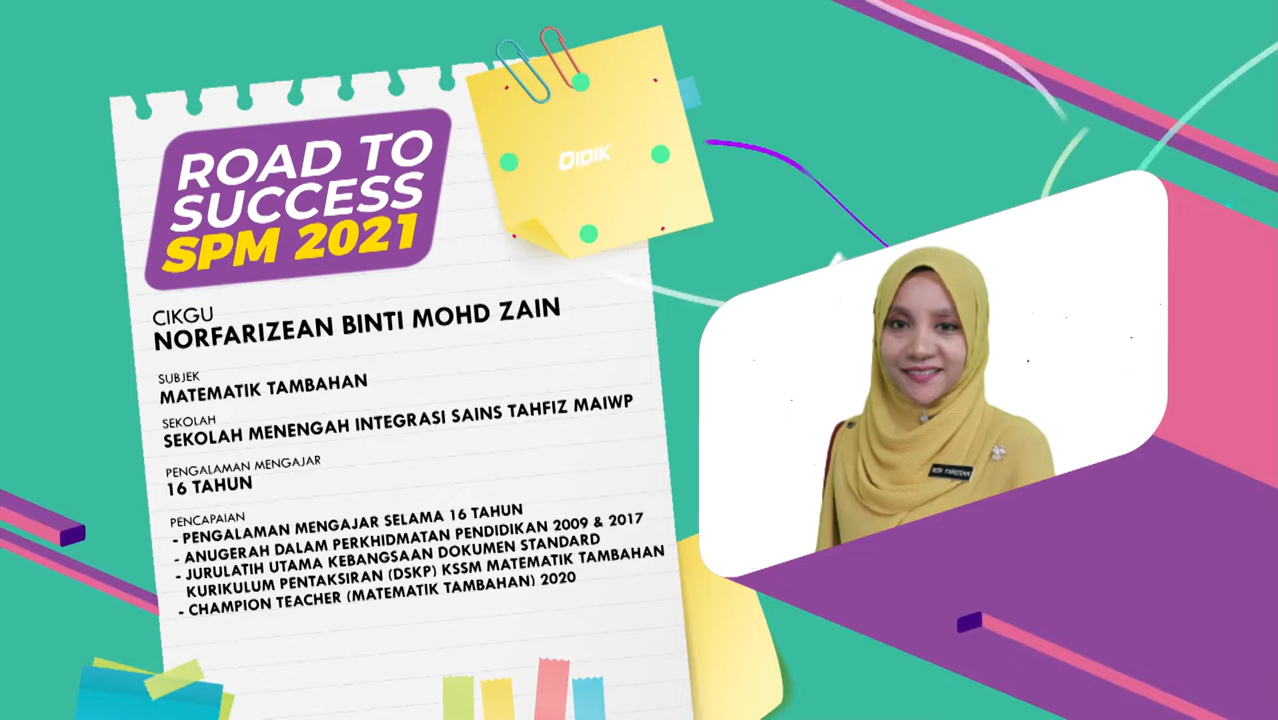 ROAD TO
SUCCESS
SPM 2021
DIDIK
CIKGU
NORFARIZEAN BINTI MOHD ZAIN
SUBJEK
MATEMATIK TAMBAHAN
SEKOLAH
SEKOLAH MENENGAH INTEGRASI SAINS TAHFIZ MAIWP
PENGALAMAN MENGAJAR
16 TAHUN
PENCAPAIAN
- PENGALAMAN MENGAJAR SELAMA 16 TAHUN
- ANUGERAH DALAM PERKHIDMATAN PENDIDIKAN 2009 & 2017
- JURULATIH UTAMA KEBANGSAAN DOKUMEN STANDARD
KURIKULUM PENTAKSIRAN (DSKP) KSSM MATEMATIK TAMBAHAN
- CHAMPION TEACHER (MATEMATIK TAMBAHAN) 2020